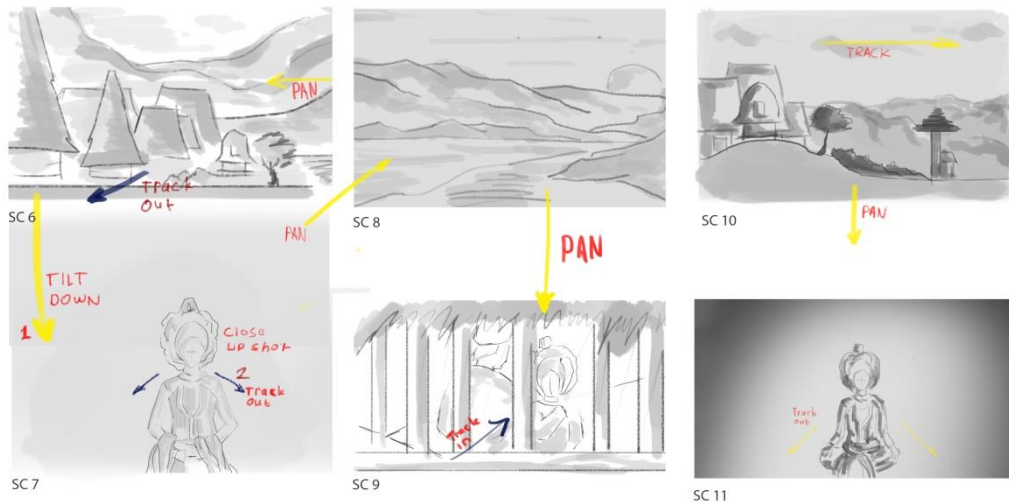 PAN
Track
Out
SC 6
PAN
SC 8
TRACK
SC 10
PAN
TILT
DOWN
1
CLOSE
UP SHOT
2
Track
Out
SC 7
PAN
Track
in
SC 9
Track
Out
SC 11